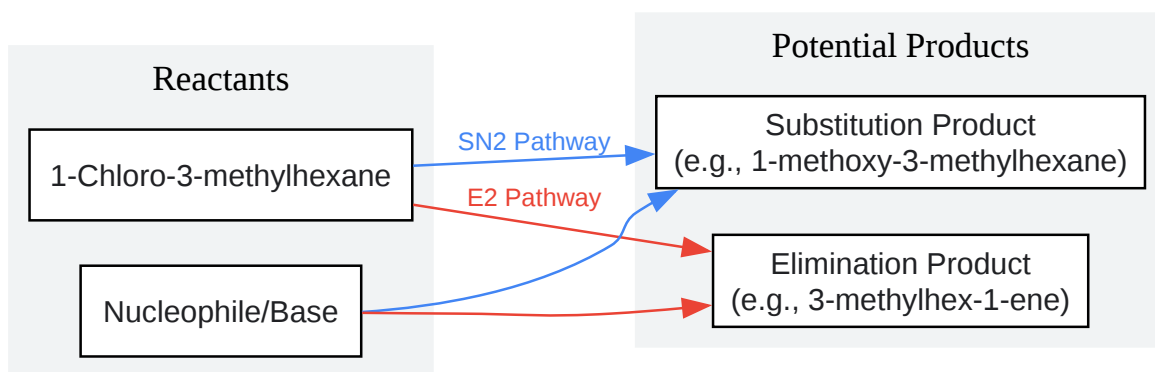 Reactants
1-Chloro-3-methylhexane
Nucleophile/Base
SN2 Pathway
E2 Pathway
Potential Products
Substitution Product
(e.g., 1-methoxy-3-methylhexane)
Elimination Product
(e.g., 3-methylhex-1-ene)